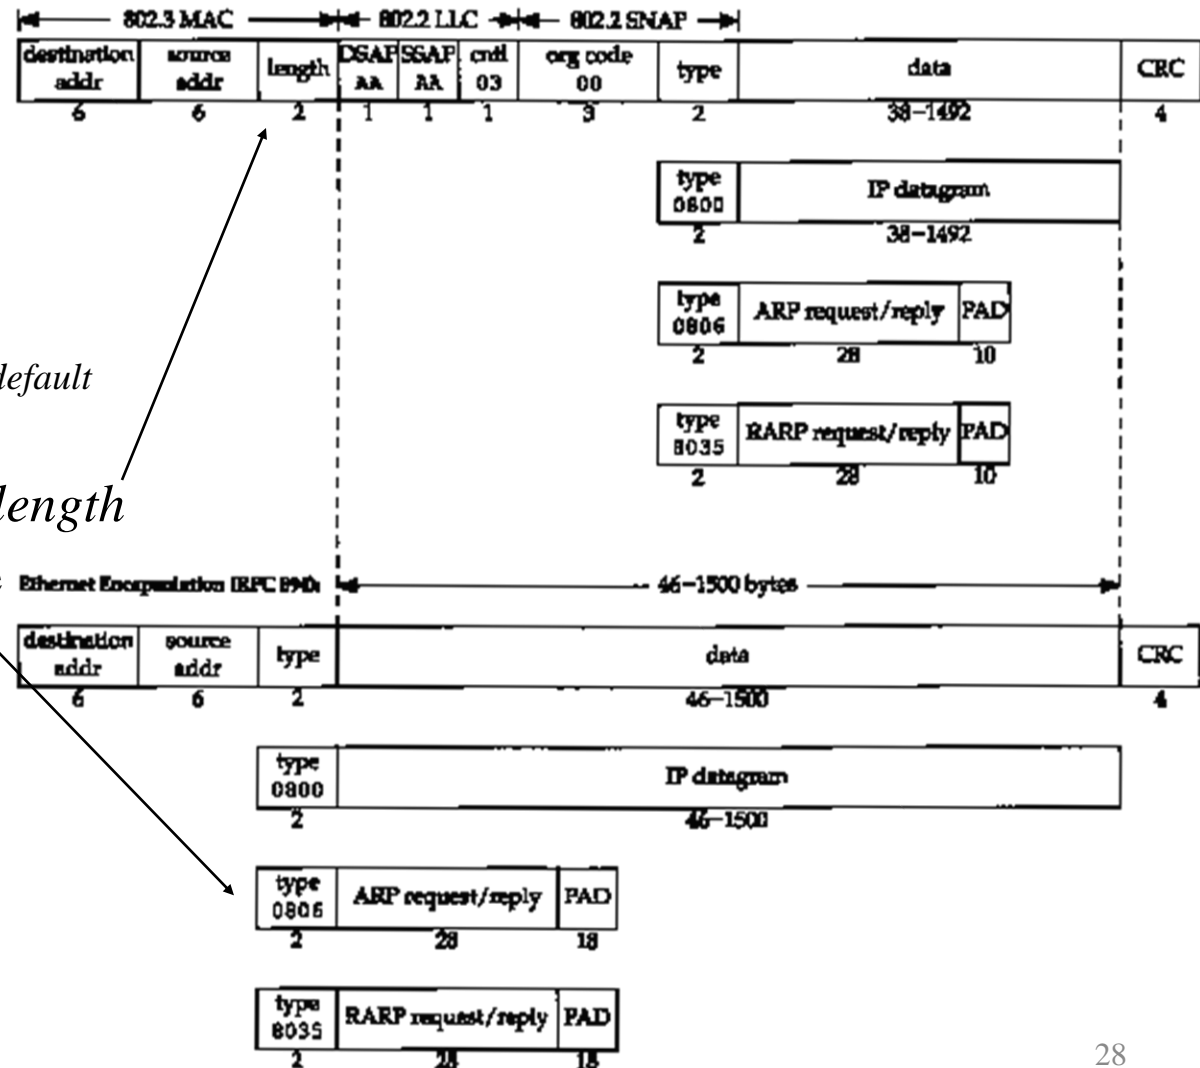 802.3 MAC 802.2 LLC 802.2 SNAP
destination addr source addr length DSAP AA SSAP AA cntl 03 org code 00 type data CRC
6 6 2 1 1 1 3 2 38-1492 4
type 0800 IP datagram
2 38-1492
type 0806 ARP request/reply PAD
2 28 10
default
type 8035 RARP request/reply PAD
2 28 10
length
Ethernet Encapsulation (RFC 894): 46-1500 bytes
destination addr source addr type data CRC
6 6 2 46-1500 4
type 0800 IP datagram
2 46-1500
type 0806 ARP request/reply PAD
2 28 18
type 8035 RARP request/reply PAD
2 28 18
28